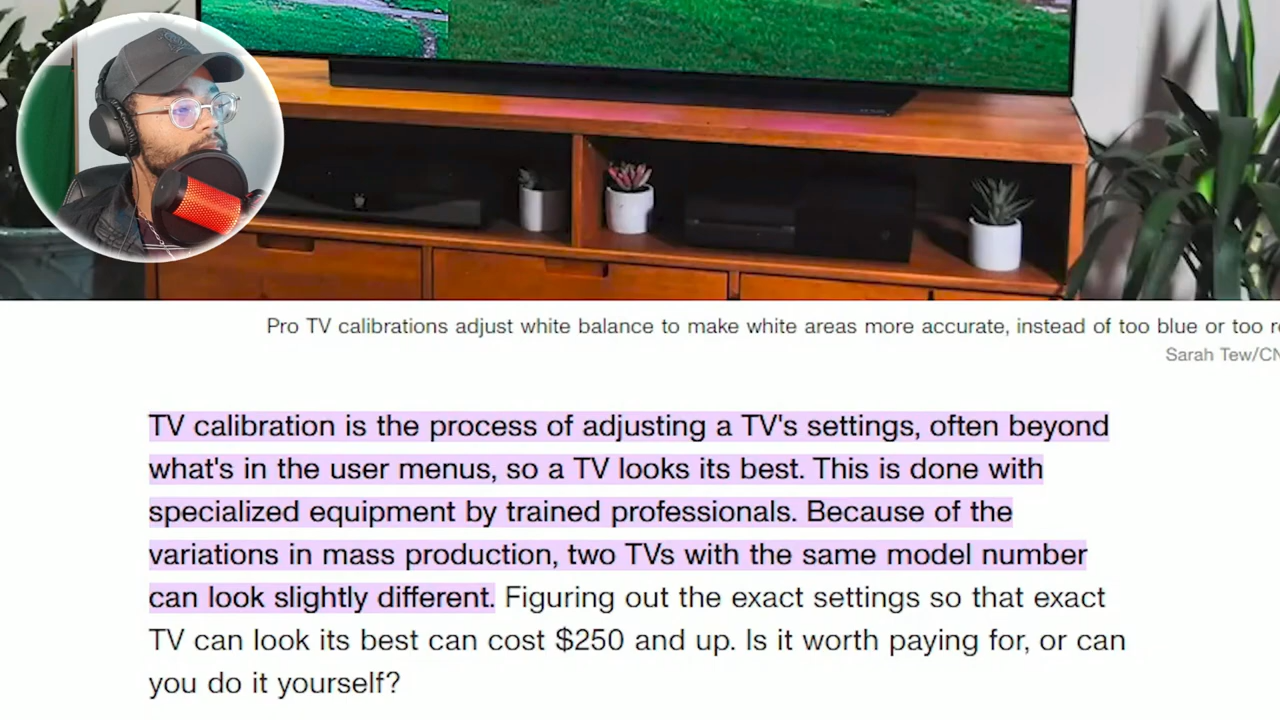 Pro TV calibrations adjust white balance to make white areas more accurate, instead of too blue or too
Sarah Tew/CN
TV calibration is the process of adjusting a TV's settings, often beyond
what's in the user menus, so a TV looks its best. This is done with
specialized equipment by trained professionals. Because of the
variations in mass production, two TVs with the same model number
can look slightly different. Figuring out the exact settings so that exact
TV can look its best can cost $250 and up. Is it worth paying for, or can
you do it yourself?